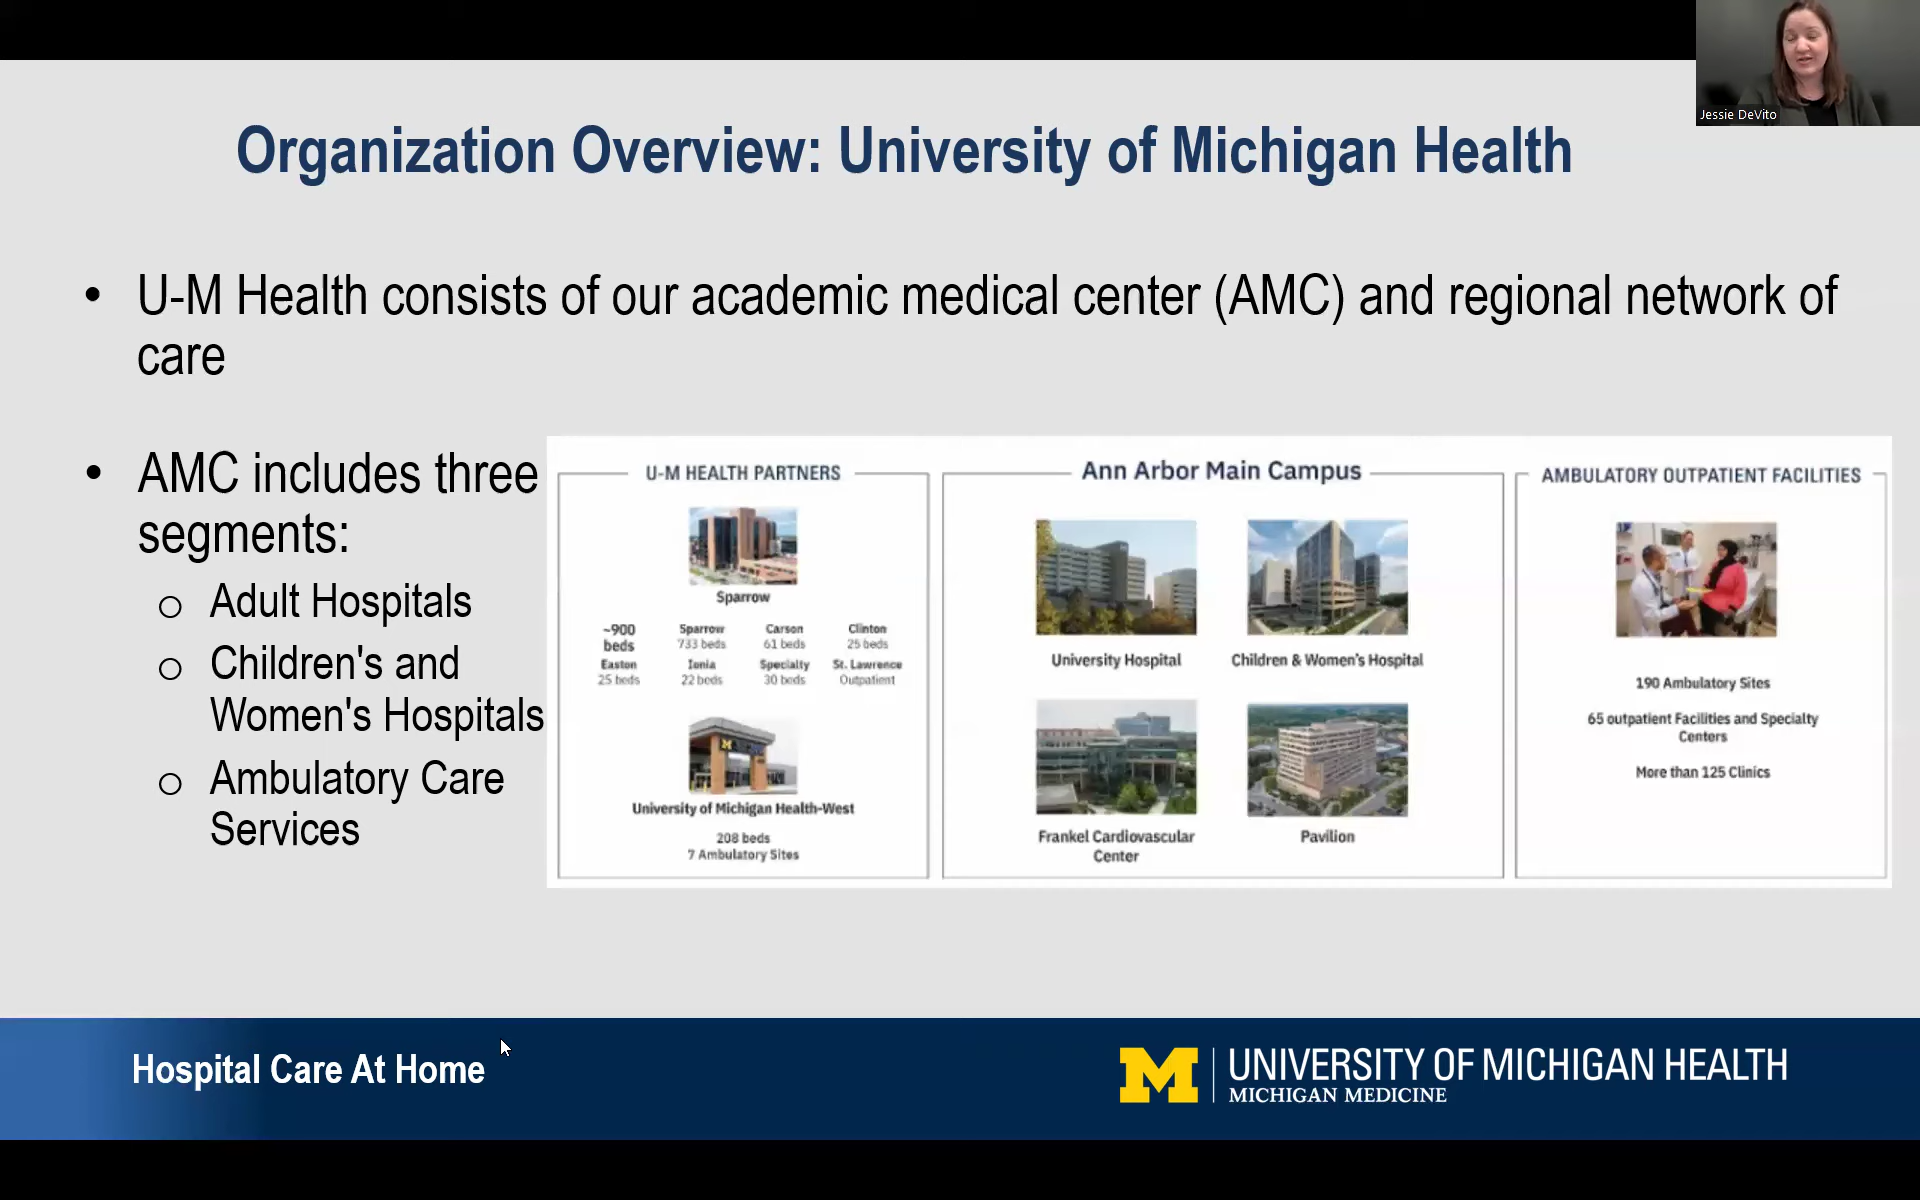 Jessie DeVito
Organization Overview: University of Michigan Health
• U-M Health consists of our academic medical center (AMC) and regional network of
care
• AMC includes three
segments:
o Adult Hospitals
o Children's and
Women's Hospitals
o Ambulatory Care
Services
U-M HEALTH PARTNERS
Sparrow
~900 beds
Sparrow 733 beds
Carson 61 beds
Clinton 25 beds
Easton 25 beds
Ionia 22 beds
Specialty 30 beds
St. Lawrence Outpatient
University of Michigan Health-West
208 beds
7 Ambulatory Sites
Ann Arbor Main Campus
University Hospital
Children & Women's Hospital
Frankel Cardiovascular
Center
Pavilion
AMBULATORY OUTPATIENT FACILITIES
190 Ambulatory Sites
65 outpatient Facilities and Specialty
Centers
More than 125 Clinics
Hospital Care At Home
M
UNIVERSITY OF MICHIGAN HEALTH
MICHIGAN MEDICINE